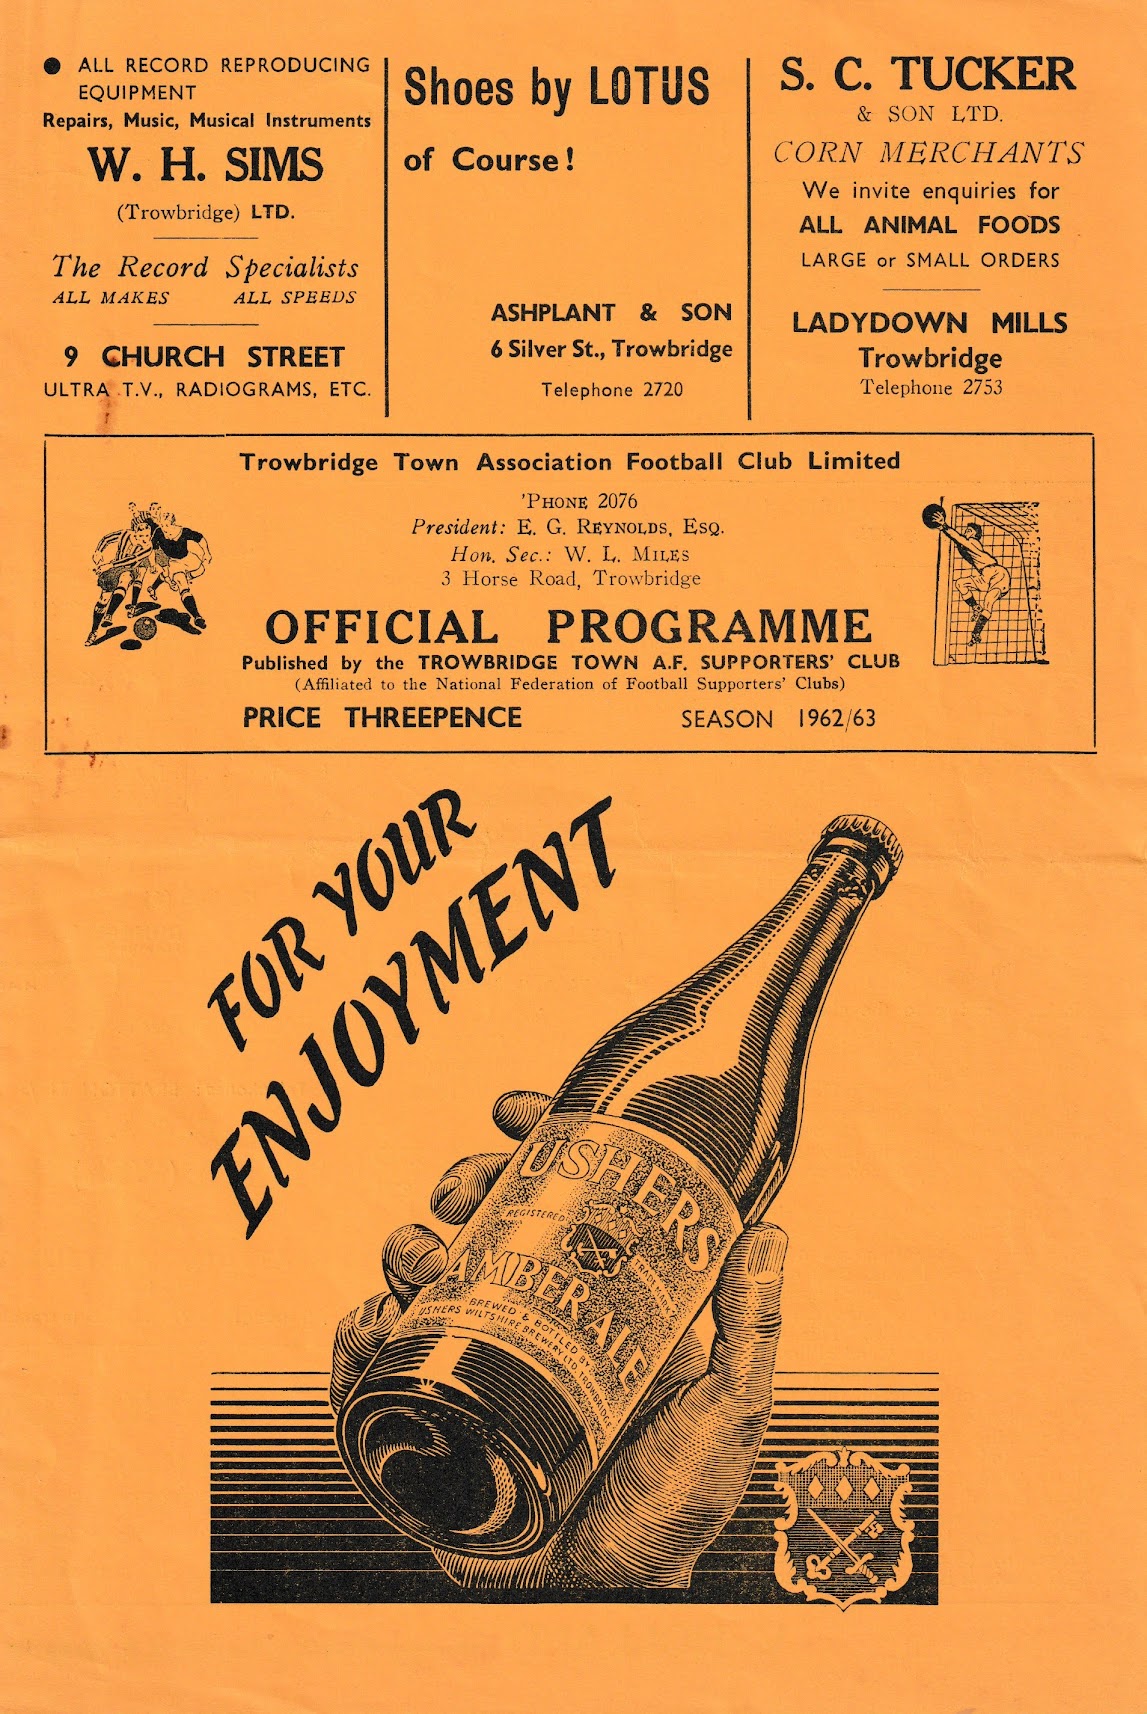 ● ALL RECORD REPRODUCING
EQUIPMENT
Repairs, Music, Musical Instruments
W. H. SIMS
(Trowbridge) LTD.
The Record Specialists
ALL MAKES ALL SPEEDS
9 CHURCH STREET
ULTRA T.V., RADIOGRAMS, ETC.
Shoes by LOTUS
of Course!
ASHPLANT & SON
6 Silver St., Trowbridge
Telephone 2720
S. C. TUCKER
& SON LTD.
CORN MERCHANTS
We invite enquiries for
ALL ANIMAL FOODS
LARGE or SMALL ORDERS
LADYDOWN MILLS
Trowbridge
Telephone 2753
Trowbridge Town Association Football Club Limited
'PHONE 2076
President: E. G. REYNOLDS, ESQ.
Hon. Sec.: W. L. MILES
3 Horse Road, Trowbridge
OFFICIAL PROGRAMME
Published by the TROWBRIDGE TOWN A.F. SUPPORTERS' CLUB
(Affiliated to the National Federation of Football Supporters' Clubs)
PRICE THREEPENCE SEASON 1962/63
FOR YOUR
ENJOYMENT
USHERS
REGISTERED TRADE MARK
AMBER ALE
BREWED & BOTTLED BY
USHERS WILTSHIRE BREWERY LTD. TROWBRIDGE